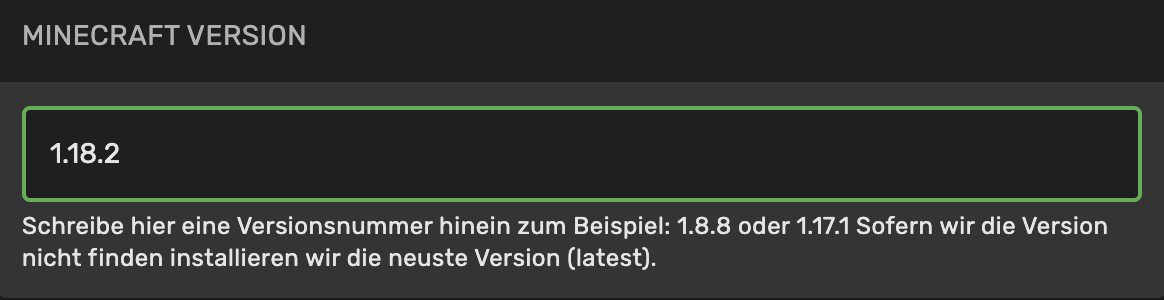 MINECRAFT VERSION
1.18.2
Schreibe hier eine Versionsnummer hinein zum Beispiel: 1.8.8 oder 1.17.1 Sofern wir die Version
nicht finden installieren wir die neuste Version (latest).